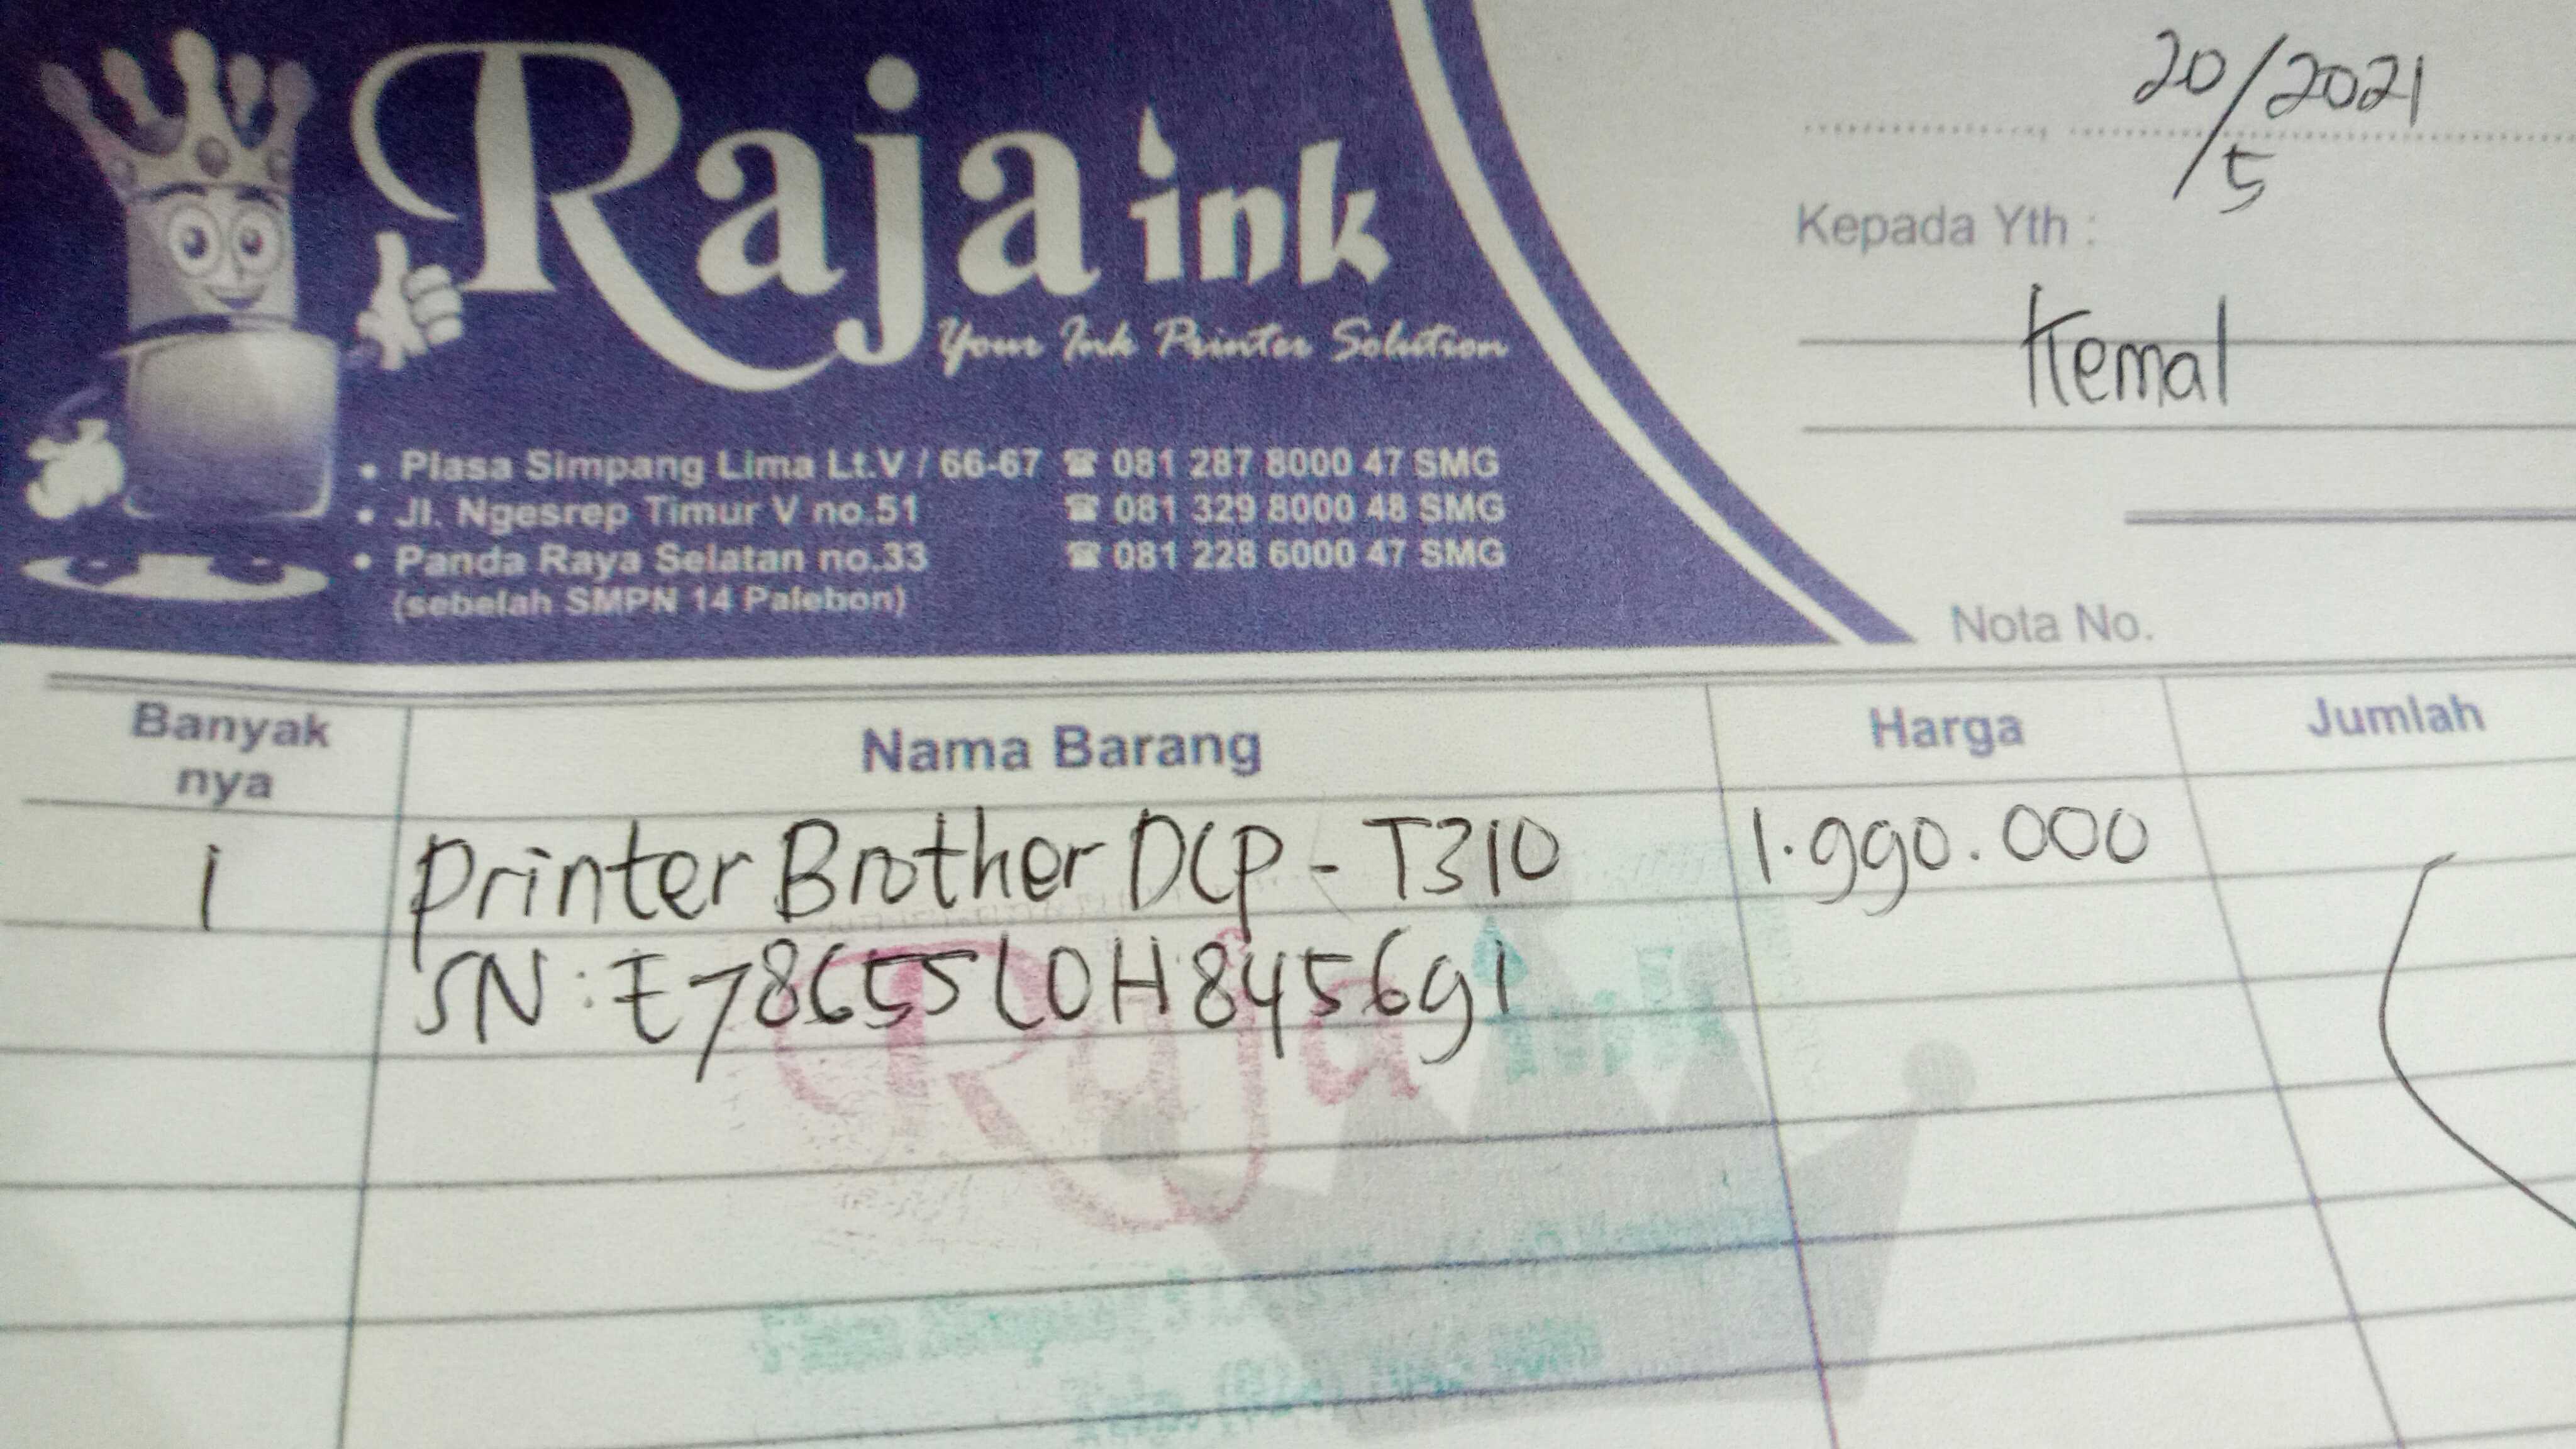 Raja ink
Your Ink Printer Solution
• Plasa Simpang Lima Lt.V / 66-67 ☎ 081 287 8000 47 SMG
• Jl. Ngesrep Timur V no.51 ☎ 081 329 8000 48 SMG
• Panda Raya Selatan no.33 ☎ 081 228 6000 47 SMG
(sebelah SMPN 14 Palebon)
20/5 2021
Kepada Yth :
Kemal
Nota No.
Banyak nya Nama Barang Harga Jumlah
1 Printer Brother DCP - T310 1.990.000
SN : E78655L0H845691
Raja